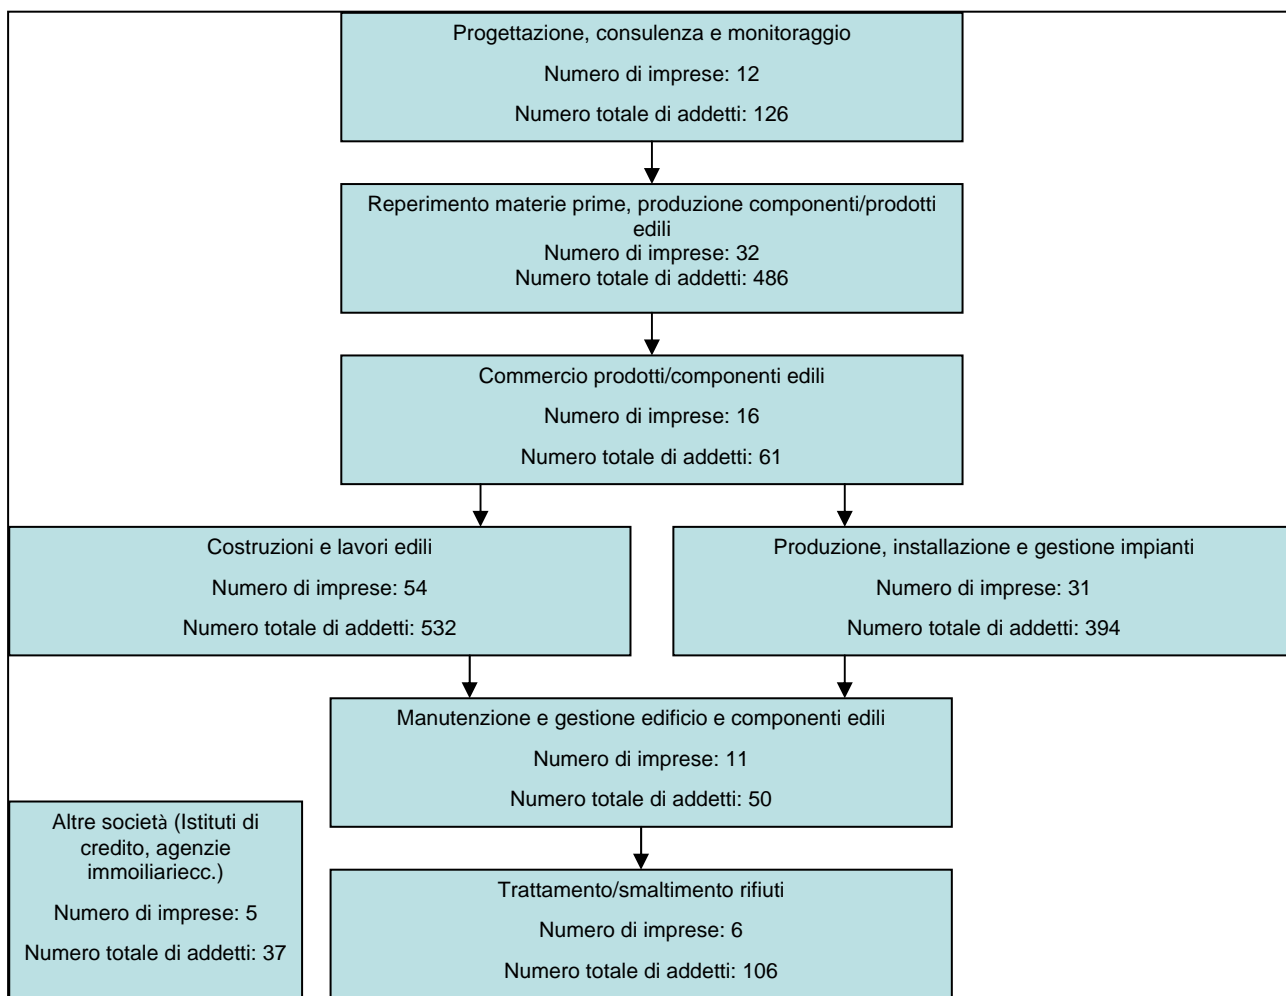 Progettazione, consulenza e monitoraggio
Numero di imprese: 12
Numero totale di addetti: 126
Reperimento materie prime, produzione componenti/prodotti
edili
Numero di imprese: 32
Numero totale di addetti: 486
Commercio prodotti/componenti edili
Numero di imprese: 16
Numero totale di addetti: 61
Costruzioni e lavori edili
Numero di imprese: 54
Numero totale di addetti: 532
Produzione, installazione e gestione impianti
Numero di imprese: 31
Numero totale di addetti: 394
Manutenzione e gestione edificio e componenti edili
Numero di imprese: 11
Numero totale di addetti: 50
Altre società (Istituti di
credito, agenzie
immoiliariecc.)
Numero di imprese: 5
Numero totale di addetti: 37
Trattamento/smaltimento rifiuti
Numero di imprese: 6
Numero totale di addetti: 106